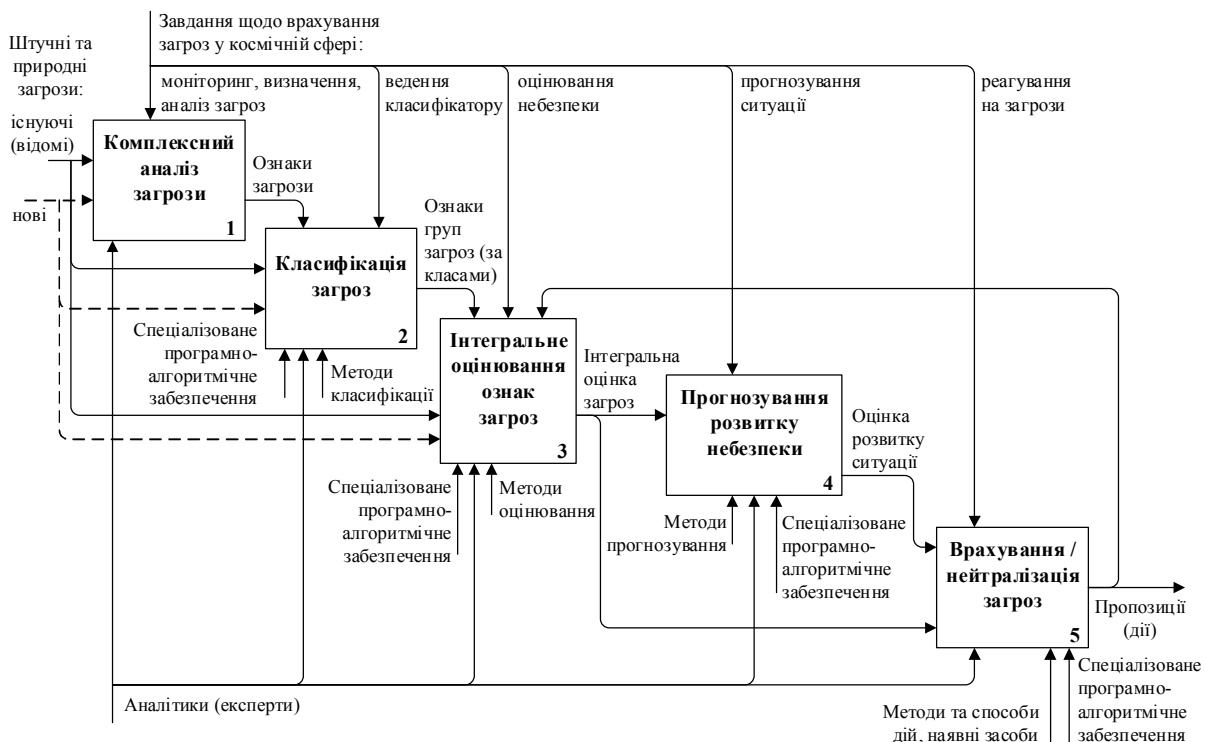 Завдання щодо врахування
загроз у космічній сфері:
Штучні та
природні
загрози:
існуючі
(відомі)
нові
моніторинг, визначення,
аналіз загроз
ведення
класифікатору
оцінювання
небезпеки
прогнозування
ситуації
реагування
на загрози
Комплексний
аналіз
загрози
1
Ознаки
загрози
Класифікація
загроз
2
Ознаки
груп
загроз (за
класами)
Спеціалізоване
програмно-
алгоритмічне
забезпечення
Методи
класифікації
Інтегральне
оцінювання
ознак
загроз
3
Інтегральна
оцінка
загроз
Спеціалізоване
програмно-
алгоритмічне
забезпечення
Методи
оцінювання
Прогнозування
розвитку
небезпеки
4
Оцінка
розвитку
ситуації
Методи
прогнозування
Спеціалізоване
програмно-
алгоритмічне
забезпечення
Врахування /
нейтралізація
загроз
5
Пропозиції
(дії)
Аналітики (експерти)
Методи та способи
дій, наявні засоби
Спеціалізоване
програмно-
алгоритмічне
забезпечення